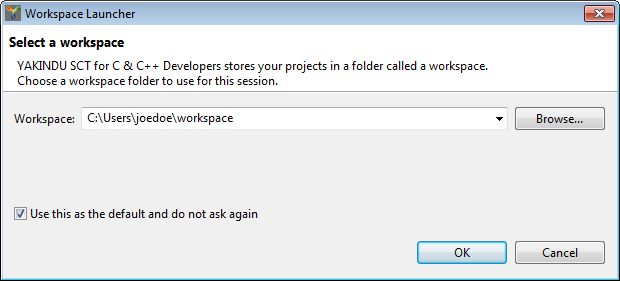 Workspace Launcher
Select a workspace
YAKINDU SCT for C & C++ Developers stores your projects in a folder called a workspace.
Choose a workspace folder to use for this session.
Workspace: C:\Users\joedoe\workspace Browse...
Use this as the default and do not ask again
OK Cancel